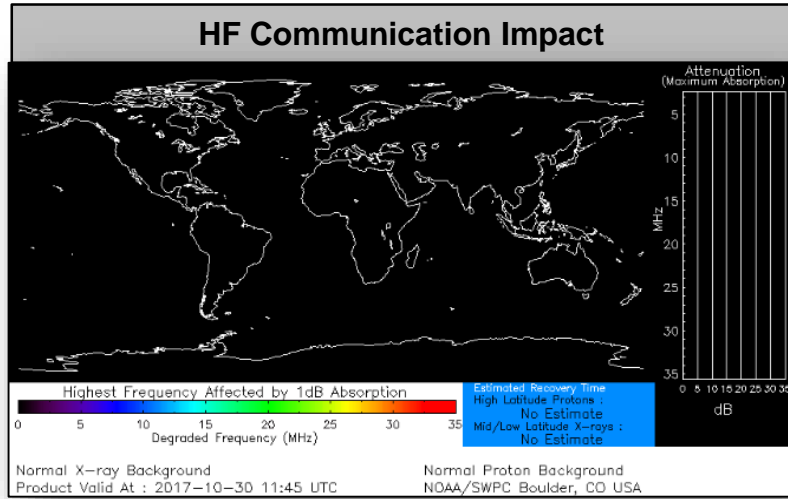 HF Communication Impact
Attenuation
(Maximum Absorption)
5
10
15
20
25
30
35
MHz
0 5 10 15 20 25 30 35
dB
Highest Frequency Affected by 1dB Absorption
0 5 10 15 20 25 30 35
Degraded Frequency (MHz)
Estimated Recovery Time
High Latitude Protons :
No Estimate
Mid/Low Latitude X-rays :
No Estimate
Normal X-ray Background
Normal Proton Background
Product Valid At : 2017-10-30 11:45 UTC
NOAA/SWPC Boulder, CO USA